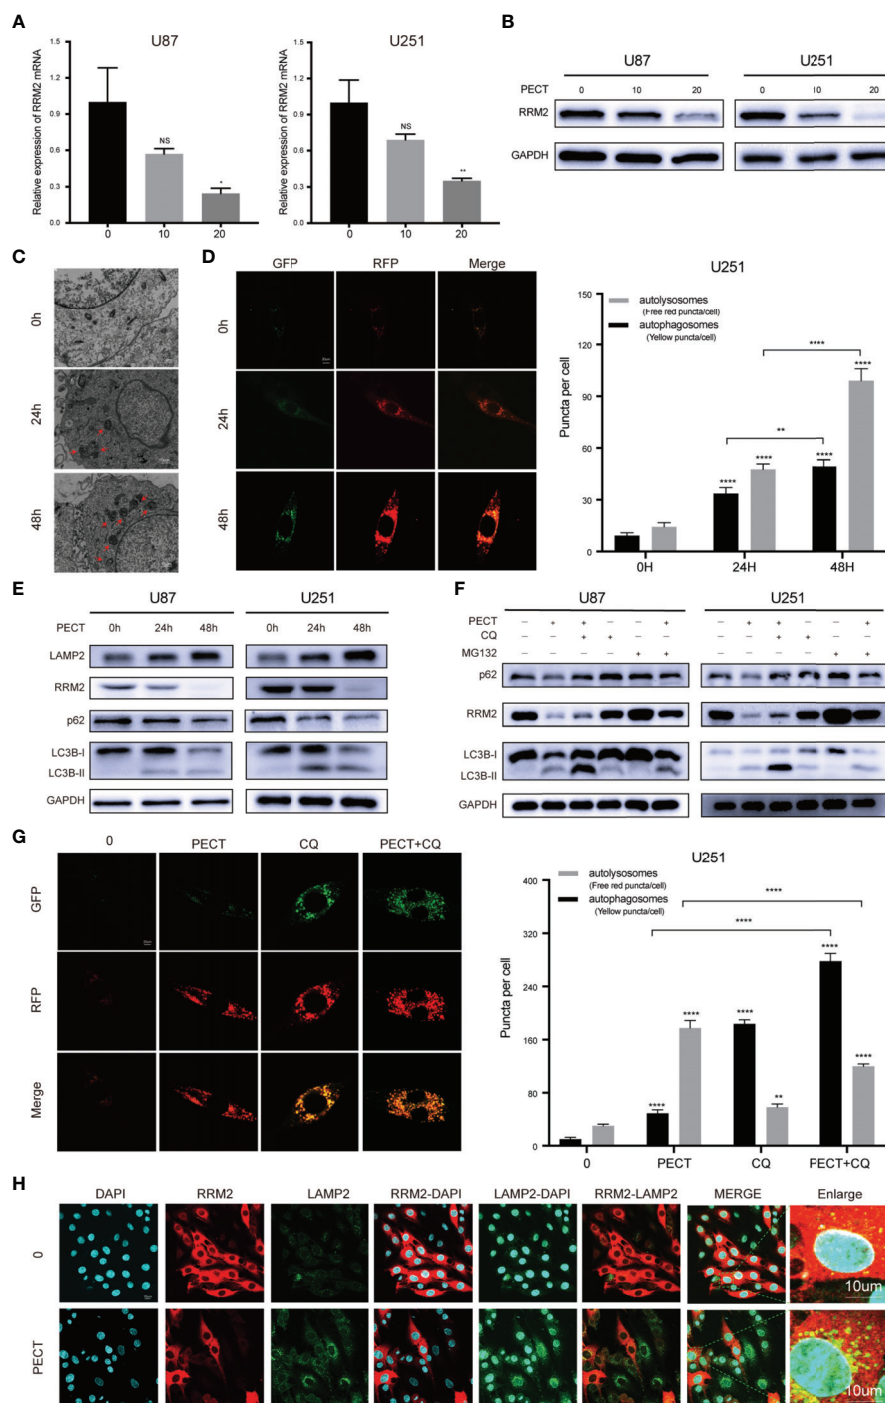 A
U87
U251
Relative expression of RRM2 mRNA
1.5
1.2
0.9
0.6
0.3
0.0
NS
*
0
10
20
Relative expression of RRM2 mRNA
1.5
1.2
0.9
0.6
0.3
0.0
NS
**
0
10
20
B
U87
U251
PECT
0
10
20
0
10
20
RRM2
GAPDH
C
0h
24h
48h
D
GFP
RFP
Merge
0h
24h
48h
U251
Puncta per cell
150
120
90
60
30
0
autolysosomes
(Free red puncta/cell)
autophagosomes
(Yellow puncta/cell)
****
**
****
****
****
****
0H
24H
48H
E
U87
U251
PECT
0h
24h
48h
0h
24h
48h
LAMP2
RRM2
p62
LC3B-I
LC3B-II
GAPDH
F
U87
U251
PECT
– + + – – +
– + + – – +
CQ
– – + + – –
– – + + – –
MG132
– – – – + +
– – – – + +
p62
RRM2
LC3B-I
LC3B-II
GAPDH
G
0
PECT
CQ
PECT+CQ
GFP
RFP
Merge
U251
Puncta per cell
400
320
240
160
80
0
autolysosomes
(Free red puncta/cell)
autophagosomes
(Yellow puncta/cell)
****
****
****
****
****
**
****
****
0
PECT
CQ
PECT+CQ
H
DAPI
RRM2
LAMP2
RRM2-DAPI
LAMP2-DAPI
RRM2-LAMP2
MERGE
Enlarge
0
10um
PECT
10um